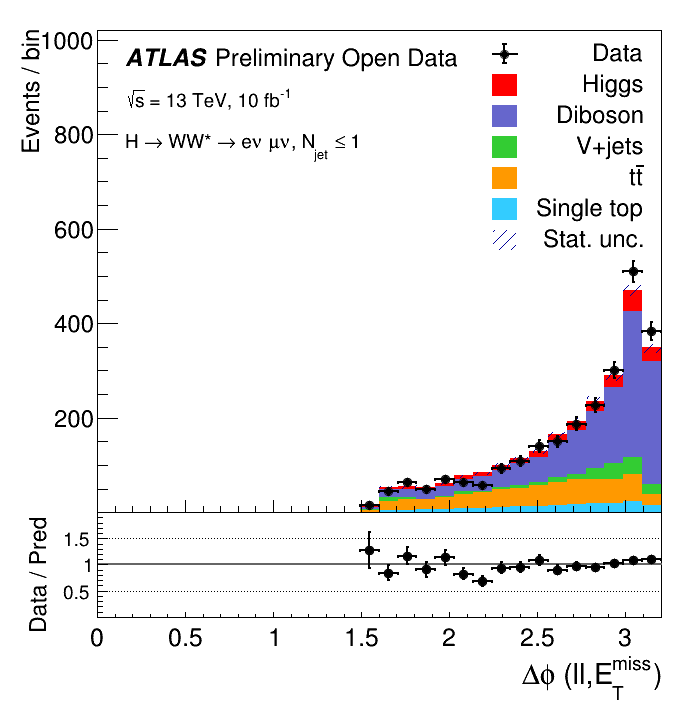 Events / bin
1000
800
600
400
200
ATLAS Preliminary Open Data
√s = 13 TeV, 10 fb⁻¹
H → WW* → eν μν, N_jet ≤ 1
Data
Higgs
Diboson
V+jets
tt̄
Single top
Stat. unc.
Data / Pred
1.5
1
0.5
0 0.5 1 1.5 2 2.5 3
Δϕ (ll,E_T^miss)